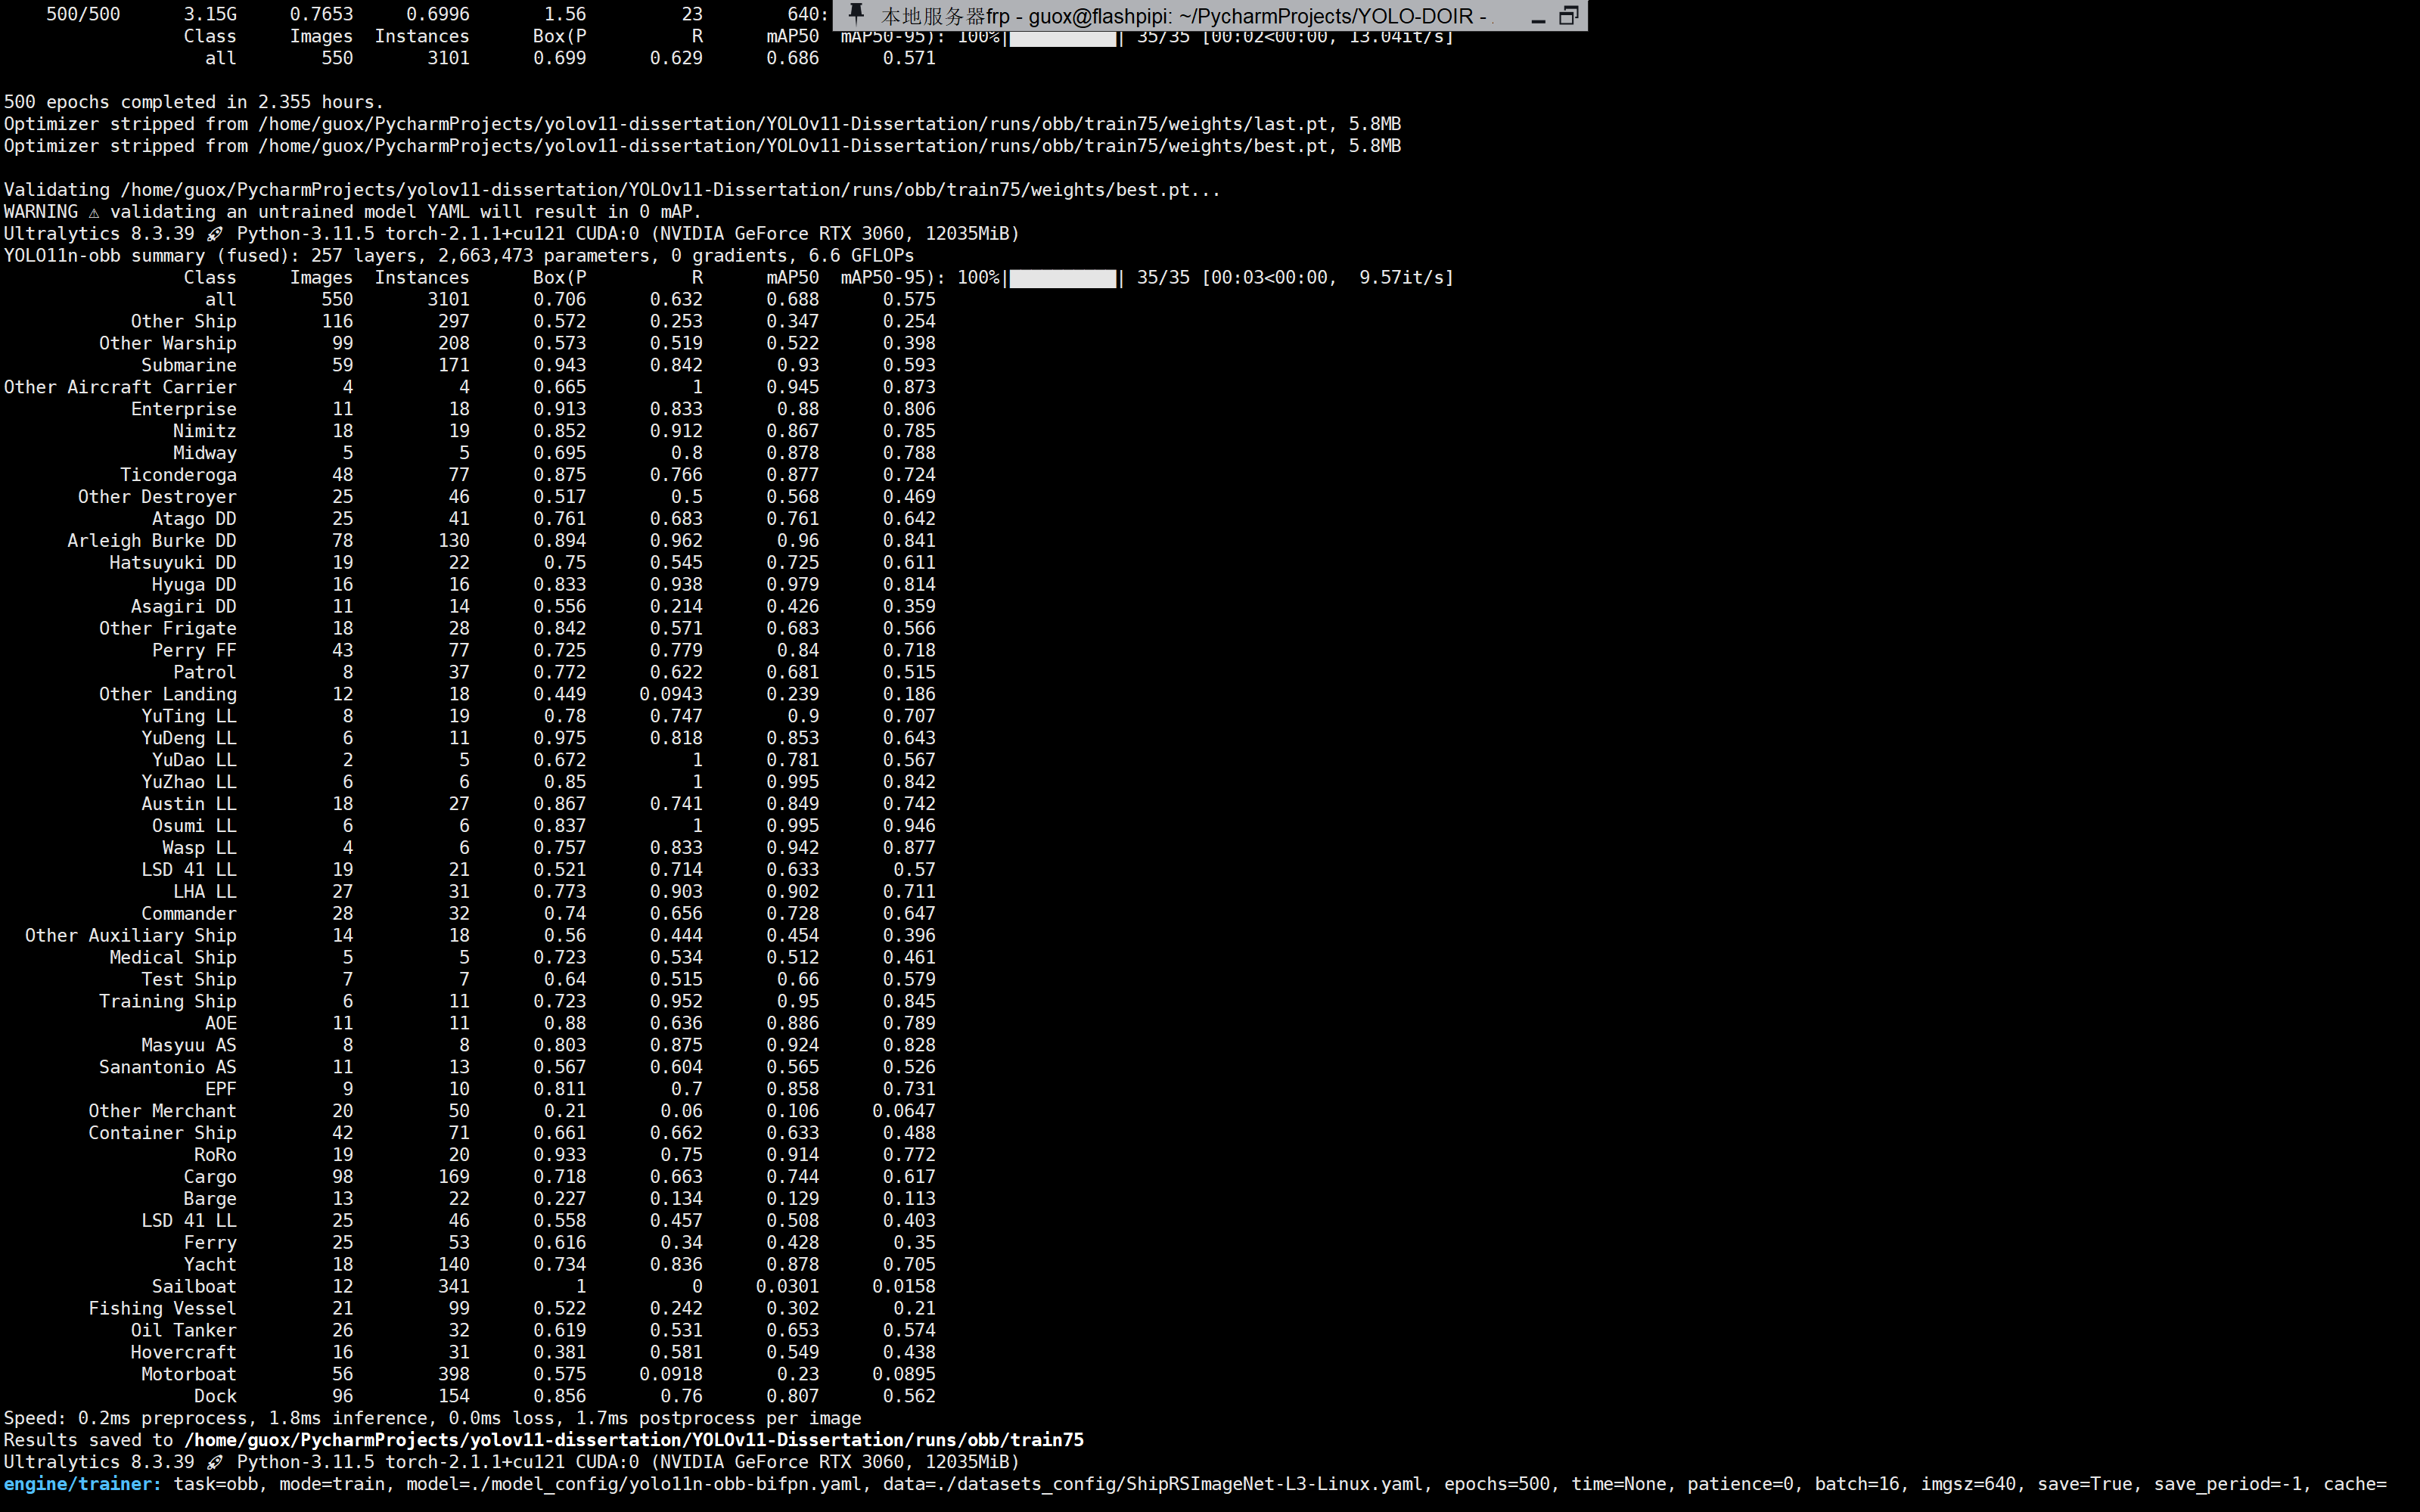 500/500 3.15G 0.7653 0.6996 1.56 23 640:
本地服务器frp - guox@flashpipi: ~/PycharmProjects/YOLO-DOIR -
Class Images Instances Box(P R mAP50 mAP50-95): 100%|██████████| 35/35 [00:02<00:00, 13.04it/s]
all 550 3101 0.699 0.629 0.686 0.571
500 epochs completed in 2.355 hours.
Optimizer stripped from /home/guox/PycharmProjects/yolov11-dissertation/YOLOv11-Dissertation/runs/obb/train75/weights/last.pt, 5.8MB
Optimizer stripped from /home/guox/PycharmProjects/yolov11-dissertation/YOLOv11-Dissertation/runs/obb/train75/weights/best.pt, 5.8MB
Validating /home/guox/PycharmProjects/yolov11-dissertation/YOLOv11-Dissertation/runs/obb/train75/weights/best.pt...
WARNING ⚠ validating an untrained model YAML will result in 0 mAP.
Ultralytics 8.3.39 🚀 Python-3.11.5 torch-2.1.1+cu121 CUDA:0 (NVIDIA GeForce RTX 3060, 12035MiB)
YOLO11n-obb summary (fused): 257 layers, 2,663,473 parameters, 0 gradients, 6.6 GFLOPs
Class Images Instances Box(P R mAP50 mAP50-95): 100%|██████████| 35/35 [00:03<00:00, 9.57it/s]
all 550 3101 0.706 0.632 0.688 0.575
Other Ship 116 297 0.572 0.253 0.347 0.254
Other Warship 99 208 0.573 0.519 0.522 0.398
Submarine 59 171 0.943 0.842 0.93 0.593
Other Aircraft Carrier 4 4 0.665 1 0.945 0.873
Enterprise 11 18 0.913 0.833 0.88 0.806
Nimitz 18 19 0.852 0.912 0.867 0.785
Midway 5 5 0.695 0.8 0.878 0.788
Ticonderoga 48 77 0.875 0.766 0.877 0.724
Other Destroyer 25 46 0.517 0.5 0.568 0.469
Atago DD 25 41 0.761 0.683 0.761 0.642
Arleigh Burke DD 78 130 0.894 0.962 0.96 0.841
Hatsuyuki DD 19 22 0.75 0.545 0.725 0.611
Hyuga DD 16 16 0.833 0.938 0.979 0.814
Asagiri DD 11 14 0.556 0.214 0.426 0.359
Other Frigate 18 28 0.842 0.571 0.683 0.566
Perry FF 43 77 0.725 0.779 0.84 0.718
Patrol 8 37 0.772 0.622 0.681 0.515
Other Landing 12 18 0.449 0.0943 0.239 0.186
YuTing LL 8 19 0.78 0.747 0.9 0.707
YuDeng LL 6 11 0.975 0.818 0.853 0.643
YuDao LL 2 5 0.672 1 0.781 0.567
YuZhao LL 6 6 0.85 1 0.995 0.842
Austin LL 18 27 0.867 0.741 0.849 0.742
Osumi LL 6 6 0.837 1 0.995 0.946
Wasp LL 4 6 0.757 0.833 0.942 0.877
LSD 41 LL 19 21 0.521 0.714 0.633 0.57
LHA LL 27 31 0.773 0.903 0.902 0.711
Commander 28 32 0.74 0.656 0.728 0.647
Other Auxiliary Ship 14 18 0.56 0.444 0.454 0.396
Medical Ship 5 5 0.723 0.534 0.512 0.461
Test Ship 7 7 0.64 0.515 0.66 0.579
Training Ship 6 11 0.723 0.952 0.95 0.845
AOE 11 11 0.88 0.636 0.886 0.789
Masyuu AS 8 8 0.803 0.875 0.924 0.828
Sanantonio AS 11 13 0.567 0.604 0.565 0.526
EPF 9 10 0.811 0.7 0.858 0.731
Other Merchant 20 50 0.21 0.06 0.106 0.0647
Container Ship 42 71 0.661 0.662 0.633 0.488
RoRo 19 20 0.933 0.75 0.914 0.772
Cargo 98 169 0.718 0.663 0.744 0.617
Barge 13 22 0.227 0.134 0.129 0.113
LSD 41 LL 25 46 0.558 0.457 0.508 0.403
Ferry 25 53 0.616 0.34 0.428 0.35
Yacht 18 140 0.734 0.836 0.878 0.705
Sailboat 12 341 1 0 0.0301 0.0158
Fishing Vessel 21 99 0.522 0.242 0.302 0.21
Oil Tanker 26 32 0.619 0.531 0.653 0.574
Hovercraft 16 31 0.381 0.581 0.549 0.438
Motorboat 56 398 0.575 0.0918 0.23 0.0895
Dock 96 154 0.856 0.76 0.807 0.562
Speed: 0.2ms preprocess, 1.8ms inference, 0.0ms loss, 1.7ms postprocess per image
Results saved to /home/guox/PycharmProjects/yolov11-dissertation/YOLOv11-Dissertation/runs/obb/train75
Ultralytics 8.3.39 🚀 Python-3.11.5 torch-2.1.1+cu121 CUDA:0 (NVIDIA GeForce RTX 3060, 12035MiB)
engine/trainer: task=obb, mode=train, model=./model_config/yolo11n-obb-bifpn.yaml, data=./datasets_config/ShipRSImageNet-L3-Linux.yaml, epochs=500, time=None, patience=0, batch=16, imgsz=640, save=True, save_period=-1, cache=